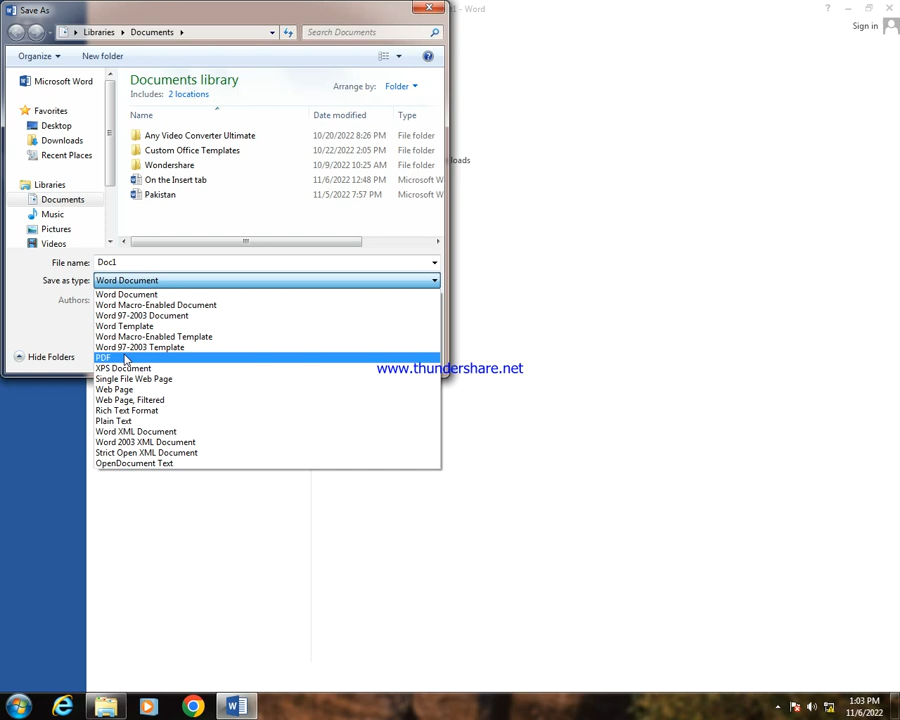 Save As
1 - Word
?
Sign in
Libraries Documents
Search Documents
Organize New folder
Microsoft Word
Favorites
Desktop
Downloads
Recent Places
Libraries
Documents
Music
Pictures
Videos
Documents library
Includes: 2 locations
Arrange by: Folder
Name Date modified Type
Any Video Converter Ultimate 10/20/2022 8:26 PM File folder
Custom Office Templates 10/22/2022 2:05 PM File folder
Wondershare 10/9/2022 10:25 AM File folder
On the Insert tab 11/6/2022 12:48 PM Microsoft W
Pakistan 11/5/2022 7:57 PM Microsoft W
loads
File name: Doc1
Save as type: Word Document
Authors:
Word Document
Word Macro-Enabled Document
Word 97-2003 Document
Word Template
Word Macro-Enabled Template
Word 97-2003 Template
PDF
XPS Document
Single File Web Page
Web Page
Web Page, Filtered
Rich Text Format
Plain Text
Word XML Document
Word 2003 XML Document
Strict Open XML Document
OpenDocument Text
Hide Folders
www.thundershare.net
1:03 PM
11/6/2022